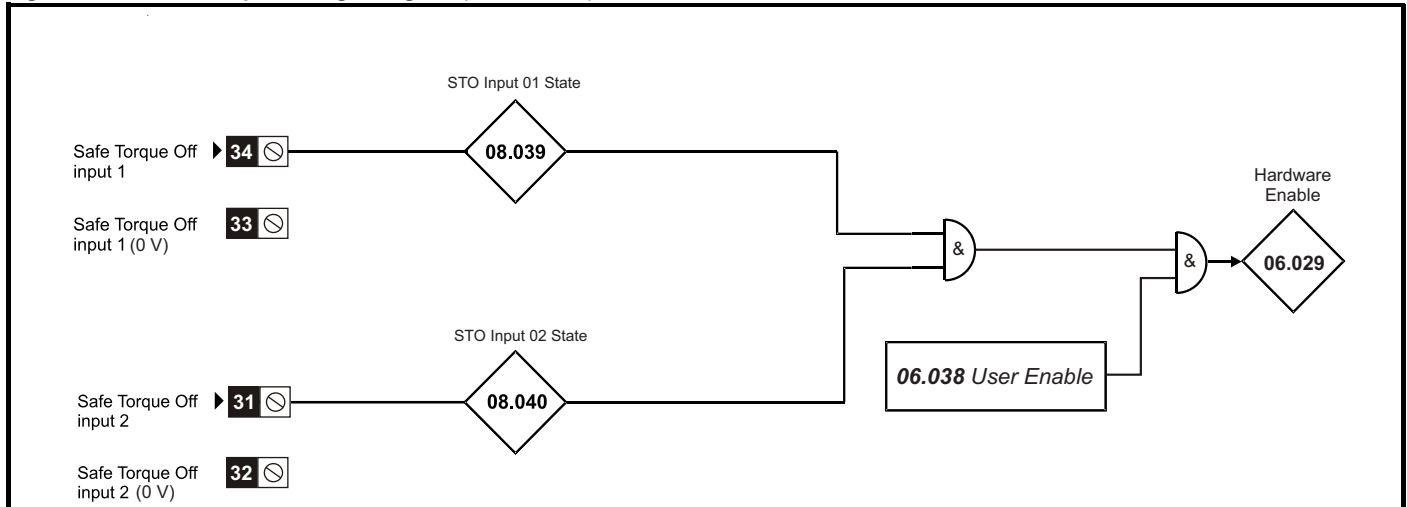 STO Input 01 State
Safe Torque Off
input 1
34
08.039
Hardware
Enable
Safe Torque Off
input 1 (0 V)
33
&
&
06.029
STO Input 02 State
06.038 User Enable
Safe Torque Off
input 2
31
08.040
Safe Torque Off
input 2 (0 V)
32